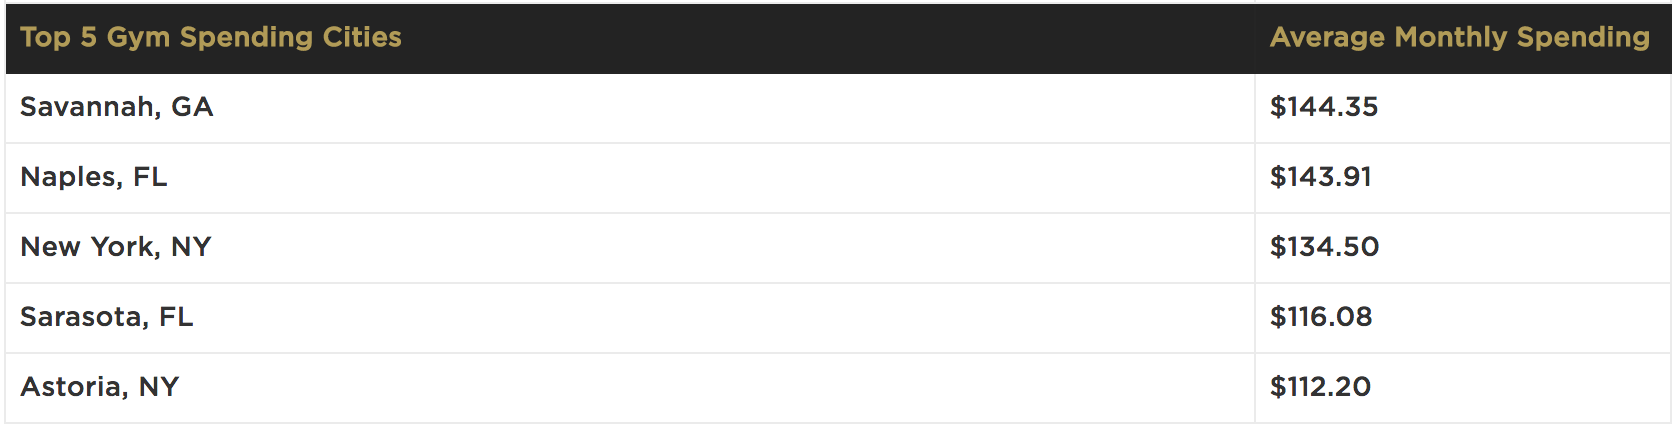 Top 5 Gym Spending Cities Average Monthly Spending
Savannah, GA $144.35
Naples, FL $143.91
New York, NY $134.50
Sarasota, FL $116.08
Astoria, NY $112.20